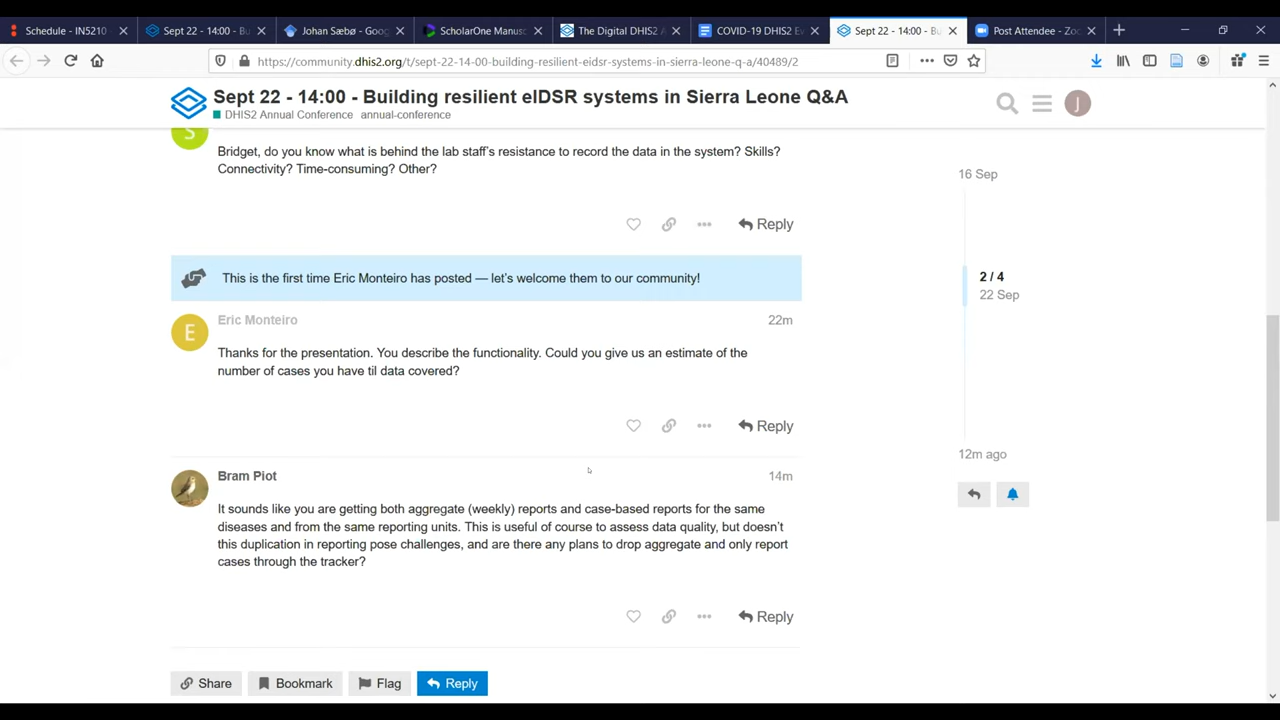 Schedule - IN5210
Sept 22 - 14:00 - Bu
Johan Sæbø - Goo
ScholarOne Manusc
The Digital DHIS2 A
COVID-19 DHIS2 Ev
Sept 22 - 14:00 - Bu
Post Attendee - Zoo
https://community.dhis2.org/t/sept-22-14-00-building-resilient-eidsr-systems-in-sierra-leone-q-a/40489/2
Sept 22 - 14:00 - Building resilient eIDSR systems in Sierra Leone Q&A
DHIS2 Annual Conference annual-conference
J
S
Bridget, do you know what is behind the lab staff's resistance to record the data in the system? Skills?
Connectivity? Time-consuming? Other?
Reply
This is the first time Eric Monteiro has posted — let's welcome them to our community!
E
Eric Monteiro
22m
Thanks for the presentation. You describe the functionality. Could you give us an estimate of the
number of cases you have til data covered?
Reply
Bram Piot
14m
It sounds like you are getting both aggregate (weekly) reports and case-based reports for the same
diseases and from the same reporting units. This is useful of course to assess data quality, but doesn't
this duplication in reporting pose challenges, and are there any plans to drop aggregate and only report
cases through the tracker?
Reply
Share
Bookmark
Flag
Reply
16 Sep
2 / 4
22 Sep
12m ago